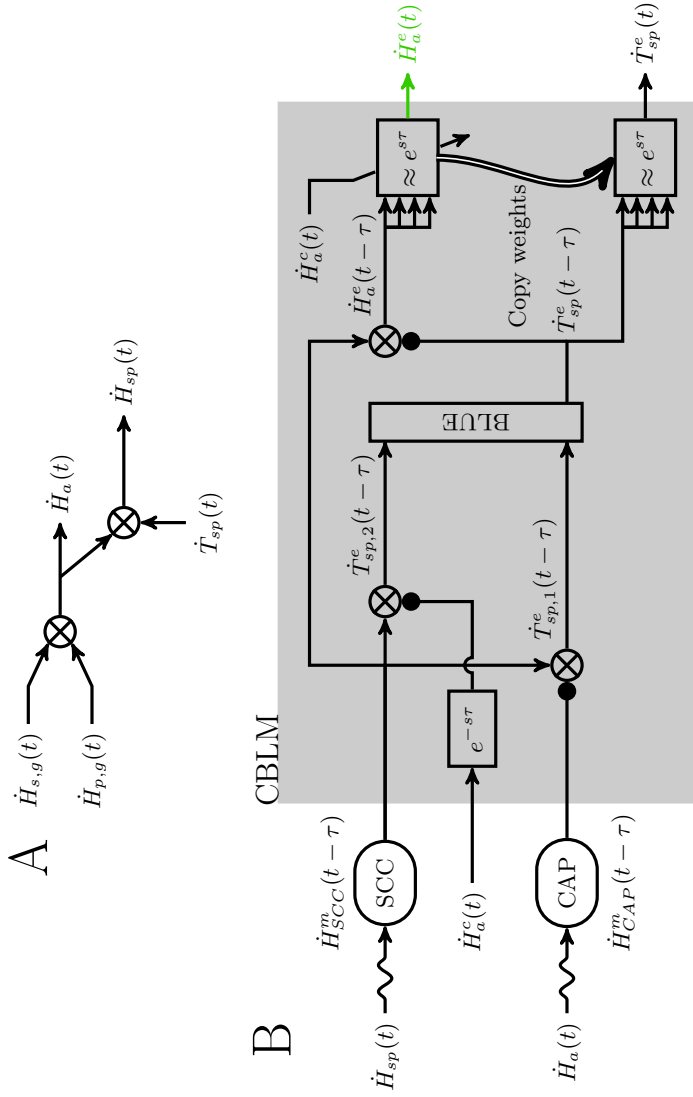 A
Ḣ_{s,g}(t)
Ḣ_{p,g}(t)
Ḣ_a(t)
Ṫ_{sp}(t)
Ḣ_{sp}(t)
B
CBLM
Ḣ_{sp}(t)
SCC
Ḣ^m_{SCC}(t − τ)
Ḣ^c_a(t)
e^{−sτ}
Ḣ_a(t)
CAP
Ḣ^m_{CAP}(t − τ)
Ṫ^e_{sp,2}(t − τ)
Ṫ^e_{sp,1}(t − τ)
BLUE
Ḣ^e_a(t − τ)
Ḣ^c_a(t)
Copy weights
Ṫ^e_{sp}(t − τ)
≈ e^{sτ}
Ḣ^e_a(t)
≈ e^{sτ}
Ṫ^e_{sp}(t)